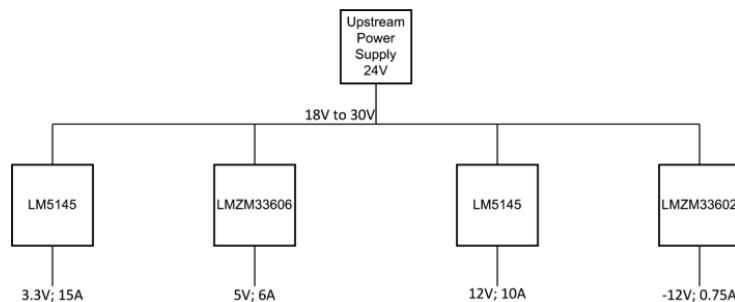 Upstream
Power
Supply
24V
18V to 30V
LM5145
LMZM33606
LM5145
LMZM33602
3.3V; 15A
5V; 6A
12V; 10A
-12V; 0.75A